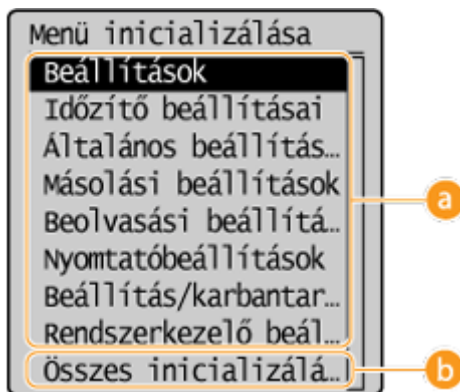 Menü inicializálása
Beállítások
Időzítő beállításai
Általános beállítás…
Másolási beállítások
Beolvasási beállítá…
Nyomtatóbeállítások
Beállítás/karbantar…
Rendszerkezelő beál…
Összes inicializálá…
a
b